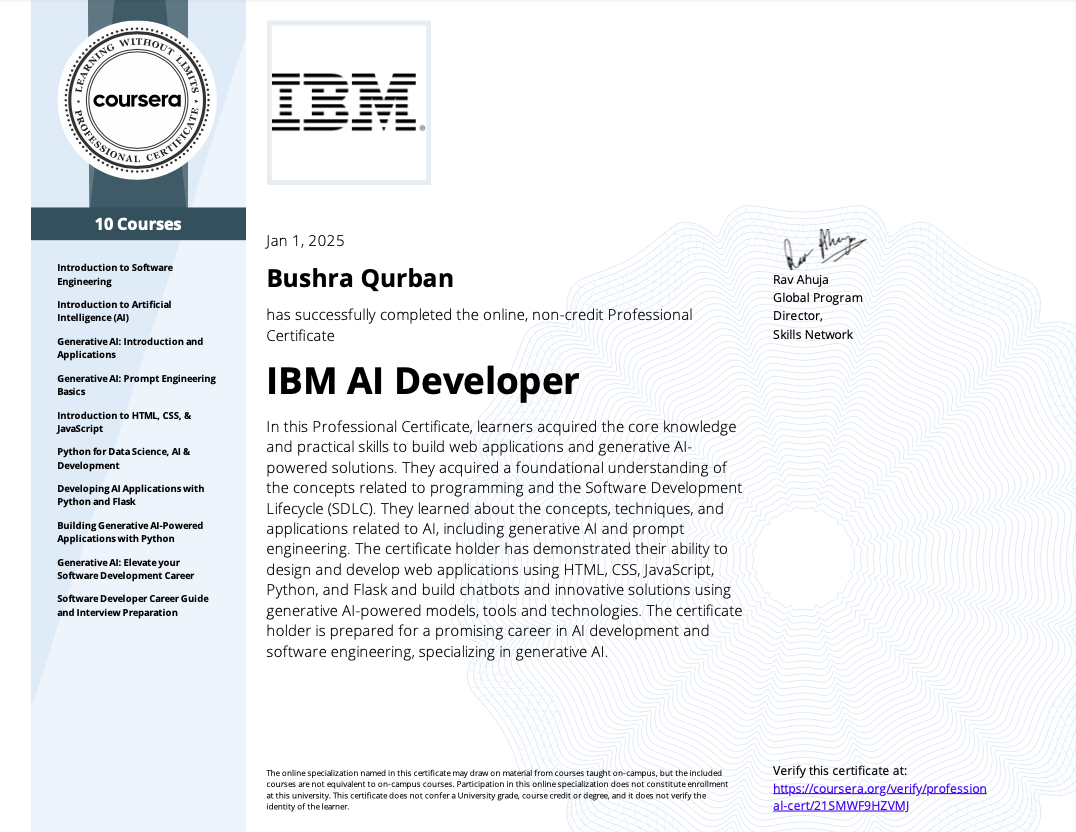 LEARNING WITHOUT LIMITS
coursera
PROFESSIONAL CERTIFICATE
IBM®
10 Courses
Introduction to Software
Engineering
Introduction to Artificial
Intelligence (AI)
Generative AI: Introduction and
Applications
Generative AI: Prompt Engineering
Basics
Introduction to HTML, CSS, &
JavaScript
Python for Data Science, AI &
Development
Developing AI Applications with
Python and Flask
Building Generative AI-Powered
Applications with Python
Generative AI: Elevate your
Software Development Career
Software Developer Career Guide
and Interview Preparation
Jan 1, 2025
Bushra Qurban
has successfully completed the online, non-credit Professional
Certificate
IBM AI Developer
In this Professional Certificate, learners acquired the core knowledge
and practical skills to build web applications and generative AI-
powered solutions. They acquired a foundational understanding of
the concepts related to programming and the Software Development
Lifecycle (SDLC). They learned about the concepts, techniques, and
applications related to AI, including generative AI and prompt
engineering. The certificate holder has demonstrated their ability to
design and develop web applications using HTML, CSS, JavaScript,
Python, and Flask and build chatbots and innovative solutions using
generative AI-powered models, tools and technologies. The certificate
holder is prepared for a promising career in AI development and
software engineering, specializing in generative AI.
Rav Ahuja
Rav Ahuja
Global Program
Director,
Skills Network
The online specialization named in this certificate may draw on material from courses taught on-campus, but the included
courses are not equivalent to on-campus courses. Participation in this online specialization does not constitute enrollment
at this university. This certificate does not confer a University grade, course credit or degree, and it does not verify the
identity of the learner.
Verify this certificate at:
https://coursera.org/verify/profession
al-cert/21SMWF9HZVMJ